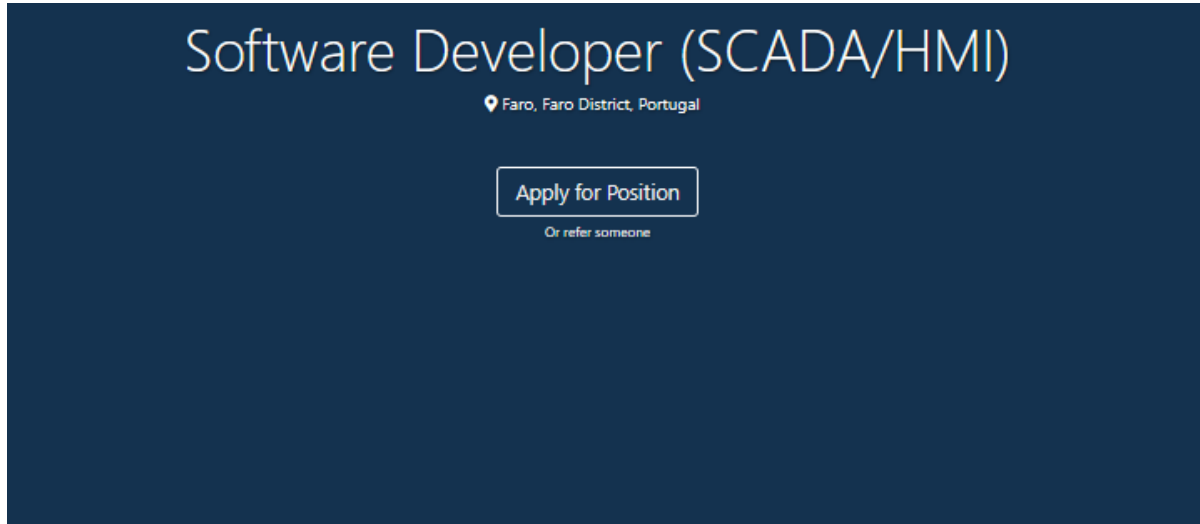 Software Developer (SCADA/HMI)
Faro, Faro District, Portugal
Apply for Position
Or refer someone